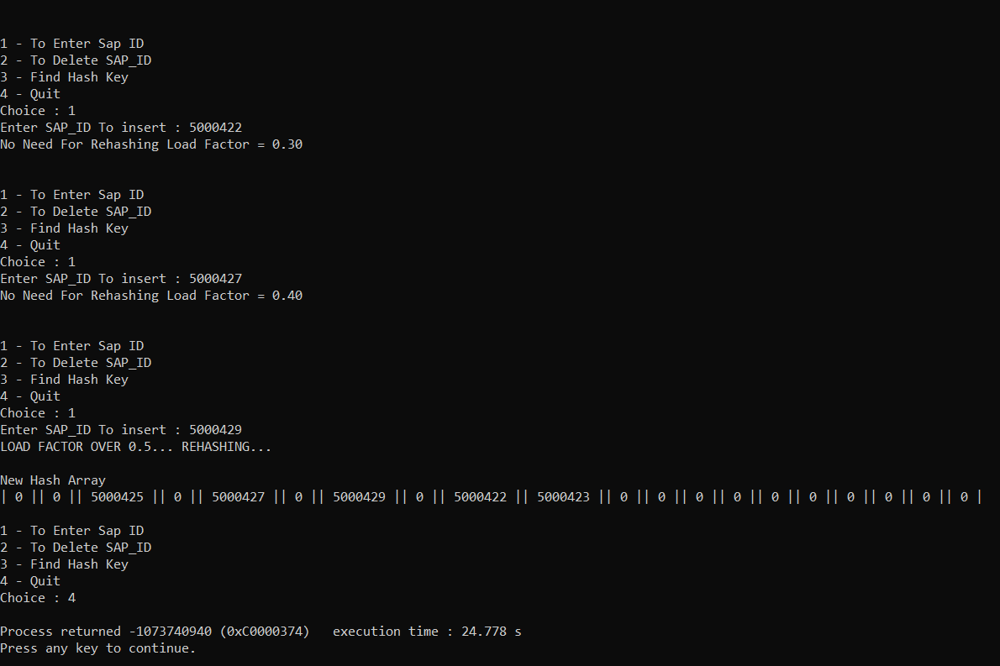 1 - To Enter Sap ID
2 - To Delete SAP_ID
3 - Find Hash Key
4 - Quit
Choice : 1
Enter SAP_ID To insert : 5000422
No Need For Rehashing Load Factor = 0.30
1 - To Enter Sap ID
2 - To Delete SAP_ID
3 - Find Hash Key
4 - Quit
Choice : 1
Enter SAP_ID To insert : 5000427
No Need For Rehashing Load Factor = 0.40
1 - To Enter Sap ID
2 - To Delete SAP_ID
3 - Find Hash Key
4 - Quit
Choice : 1
Enter SAP_ID To insert : 5000429
LOAD FACTOR OVER 0.5... REHASHING...
New Hash Array
| 0 || 0 || 5000425 || 0 || 5000427 || 0 || 5000429 || 0 || 5000422 || 5000423 || 0 || 0 || 0 || 0 || 0 || 0 || 0 || 0 || 0 || 0 |
1 - To Enter Sap ID
2 - To Delete SAP_ID
3 - Find Hash Key
4 - Quit
Choice : 4
Process returned -1073740940 (0xC0000374)   execution time : 24.778 s
Press any key to continue.